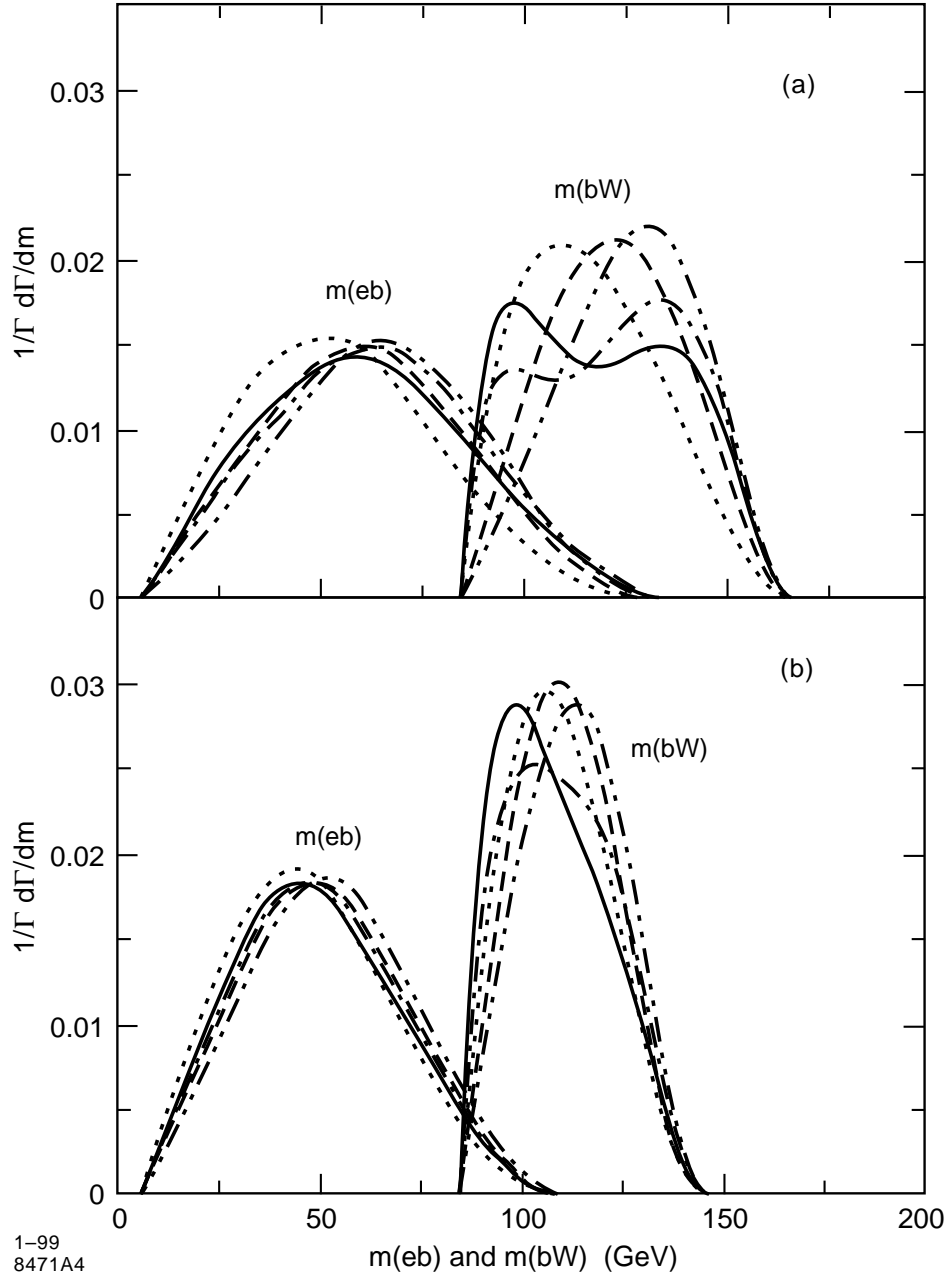 (a)
0.03
m(bW)
0.02
m(eb)
0.01
0
1/Γ dΓ/dm
(b)
0.03
m(bW)
0.02
m(eb)
0.01
0
1/Γ dΓ/dm
0 50 100 150 200
m(eb) and m(bW) (GeV)
1–99
8471A4